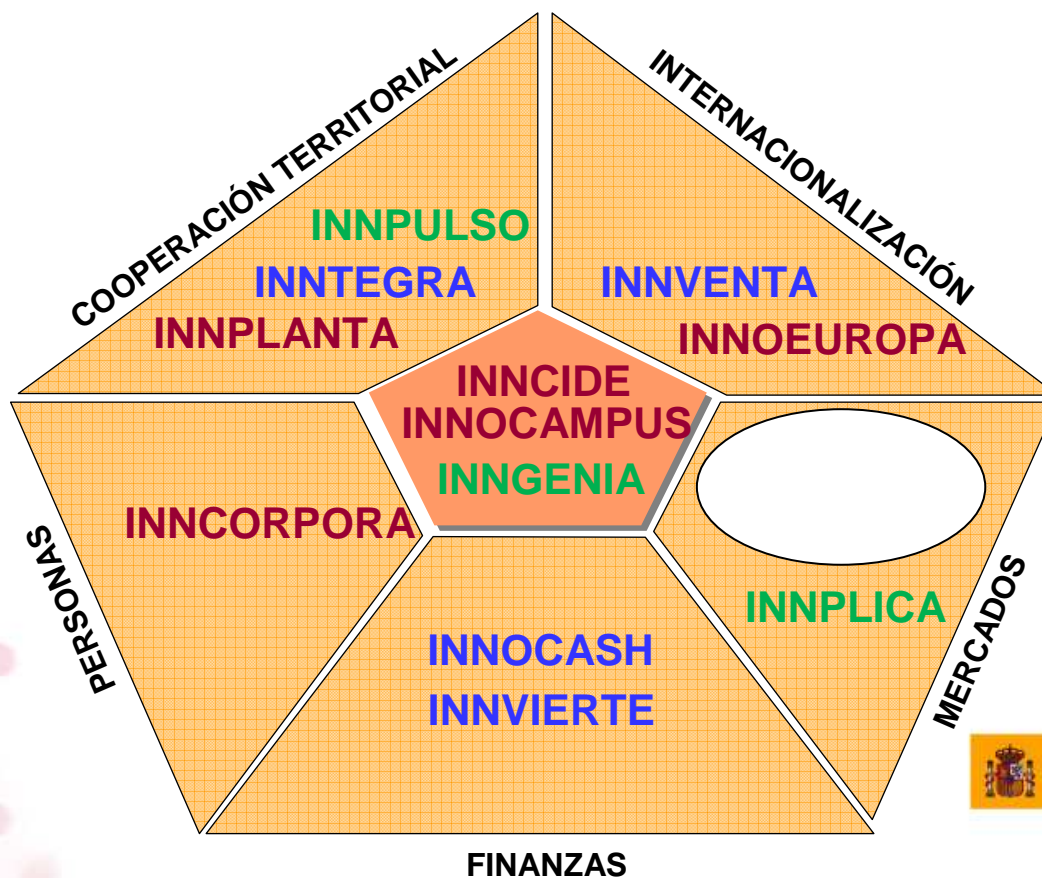 COOPERACIÓN TERRITORIAL
INTERNACIONALIZACIÓN
INNPULSO
INNTEGRA
INNPLANTA
INNVENTA
INNOEUROPA
INNCIDE
INNOCAMPUS
INNGENIA
INNCORPORA
PERSONAS
INNPLICA
MERCADOS
INNOCASH
INNVIERTE
FINANZAS